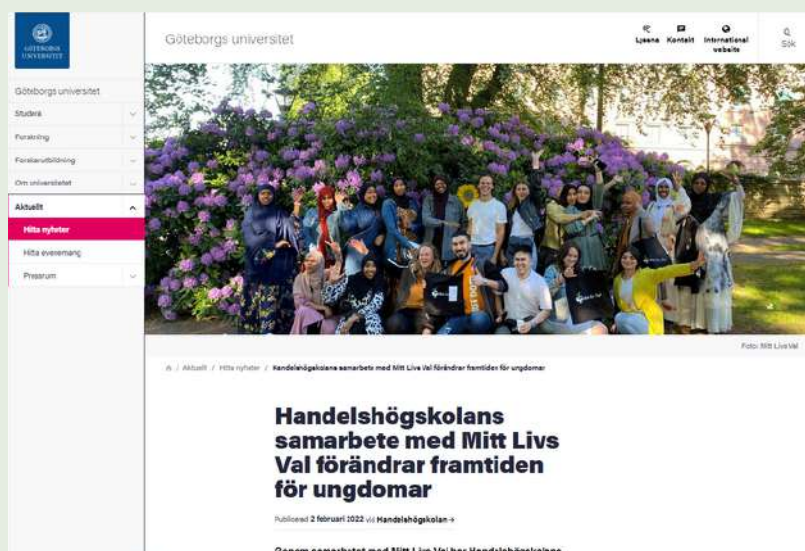 GÖTEBORGS
UNIVERSITET
Göteborgs universitet
Lyssna
Kontakt
International
website
Sök
Göteborgs universitet
Studera
Forskning
Forskarutbildning
Om universitetet
Aktuellt
Hitta nyheter
Hitta evenemang
Pressrum
Foto: Mitt Livs Val
/ Aktuellt / Hitta nyheter / Handelshögskolans samarbete med Mitt Livs Val förändrar framtiden för ungdomar
Handelshögskolans
samarbete med Mitt Livs
Val förändrar framtiden
för ungdomar
Publicerad 2 februari 2022 vid Handelshögskolan →
Genom samarbetet med Mitt Livs Val har Handelshögskolans